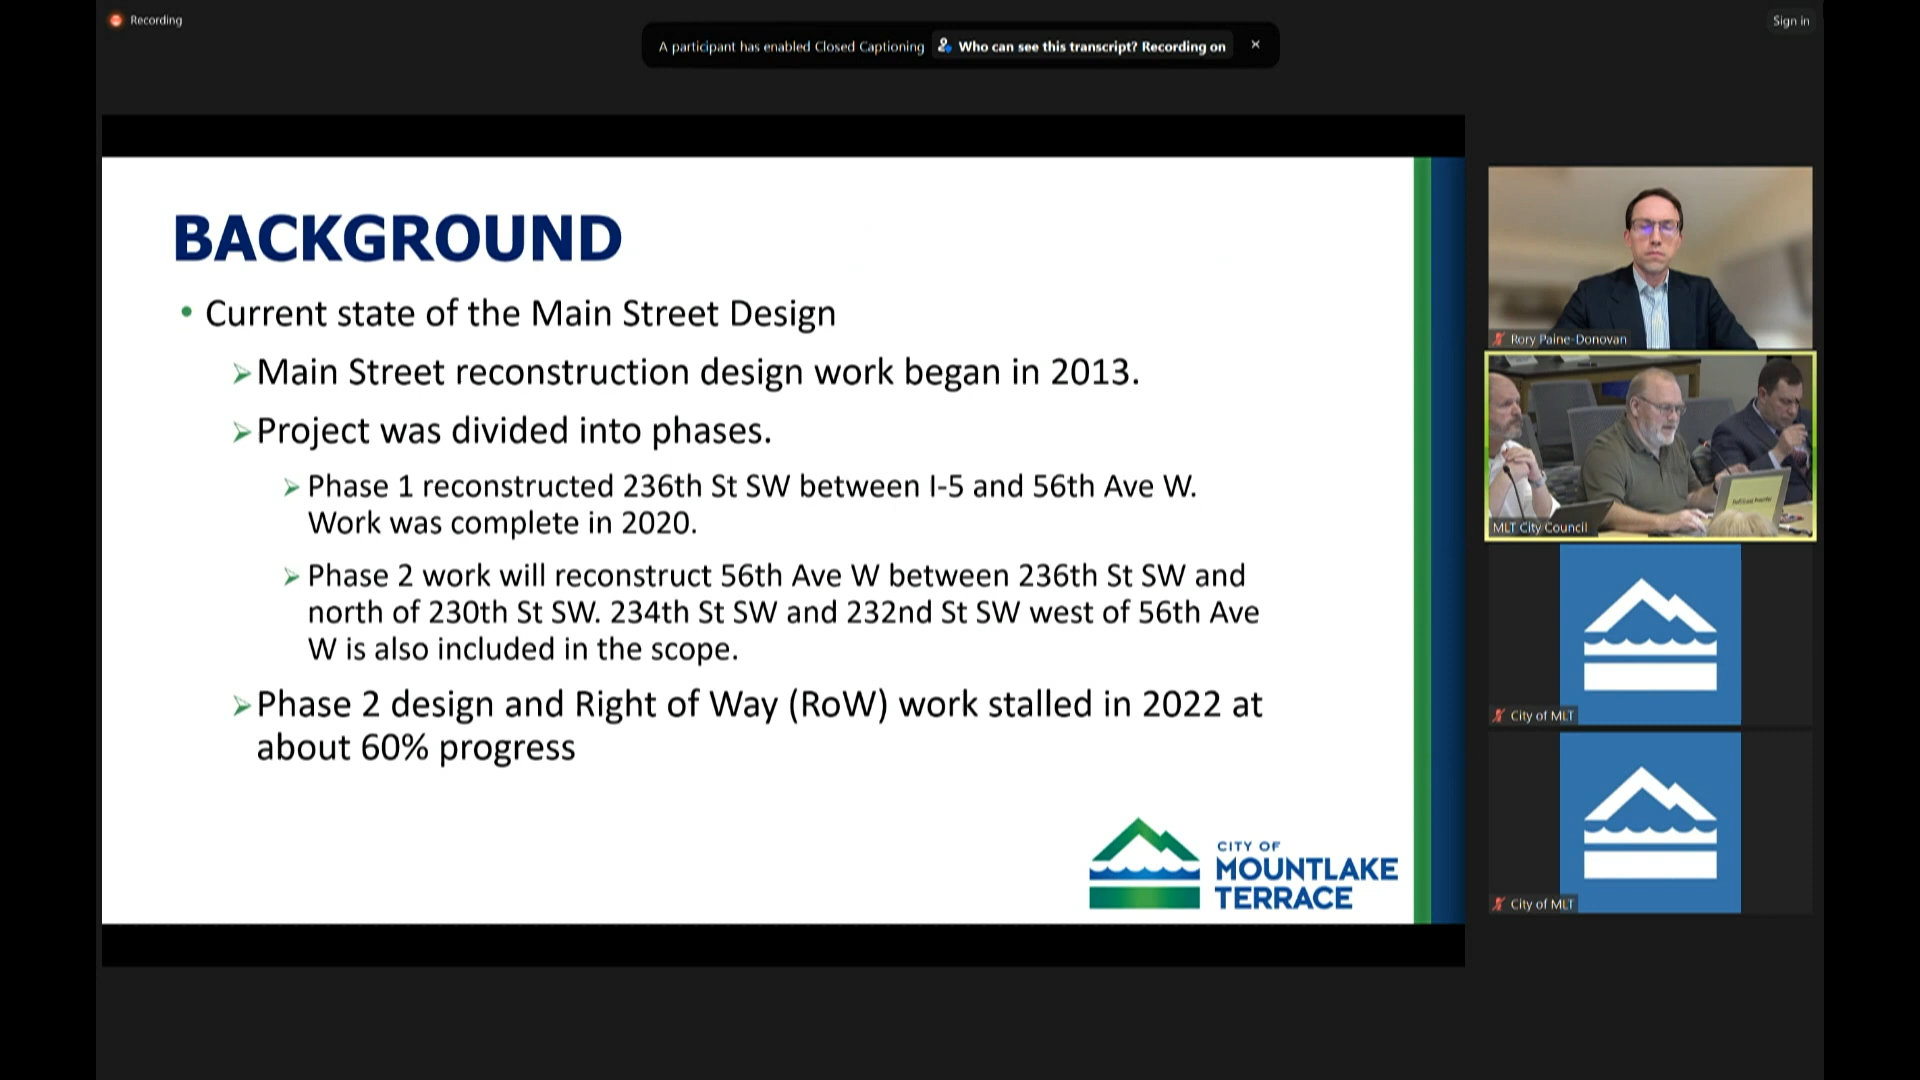 Recording
Sign in
A participant has enabled Closed Captioning Who can see this transcript? Recording on
BACKGROUND
• Current state of the Main Street Design
Main Street reconstruction design work began in 2013.
Project was divided into phases.
Phase 1 reconstructed 236th St SW between I-5 and 56th Ave W.
Work was complete in 2020.
Phase 2 work will reconstruct 56th Ave W between 236th St SW and
north of 230th St SW. 234th St SW and 232nd St SW west of 56th Ave
W is also included in the scope.
Phase 2 design and Right of Way (RoW) work stalled in 2022 at
about 60% progress
CITY OF
MOUNTLAKE
TERRACE
Rory Paine-Donovan
MLT City Council
City of MLT
City of MLT